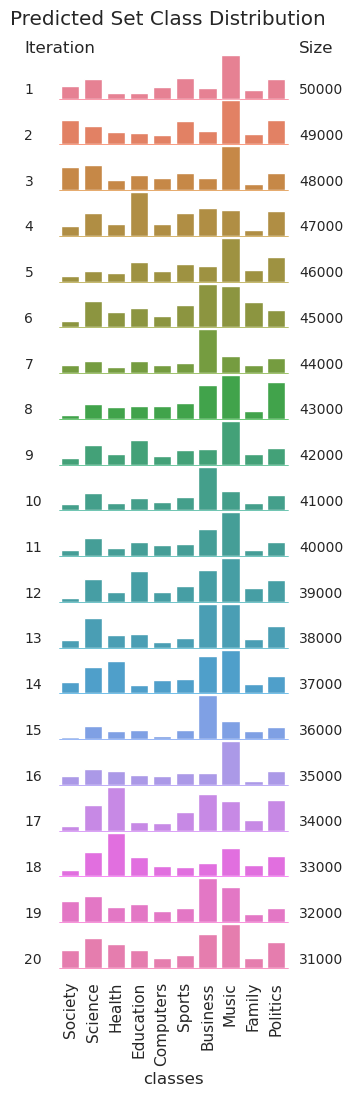 Predicted Set Class Distribution
Iteration Size
1 50000
2 49000
3 48000
4 47000
5 46000
6 45000
7 44000
8 43000
9 42000
10 41000
11 40000
12 39000
13 38000
14 37000
15 36000
16 35000
17 34000
18 33000
19 32000
20 31000
Society
Science
Health
Education
Computers
Sports
Business
Music
Family
Politics
classes